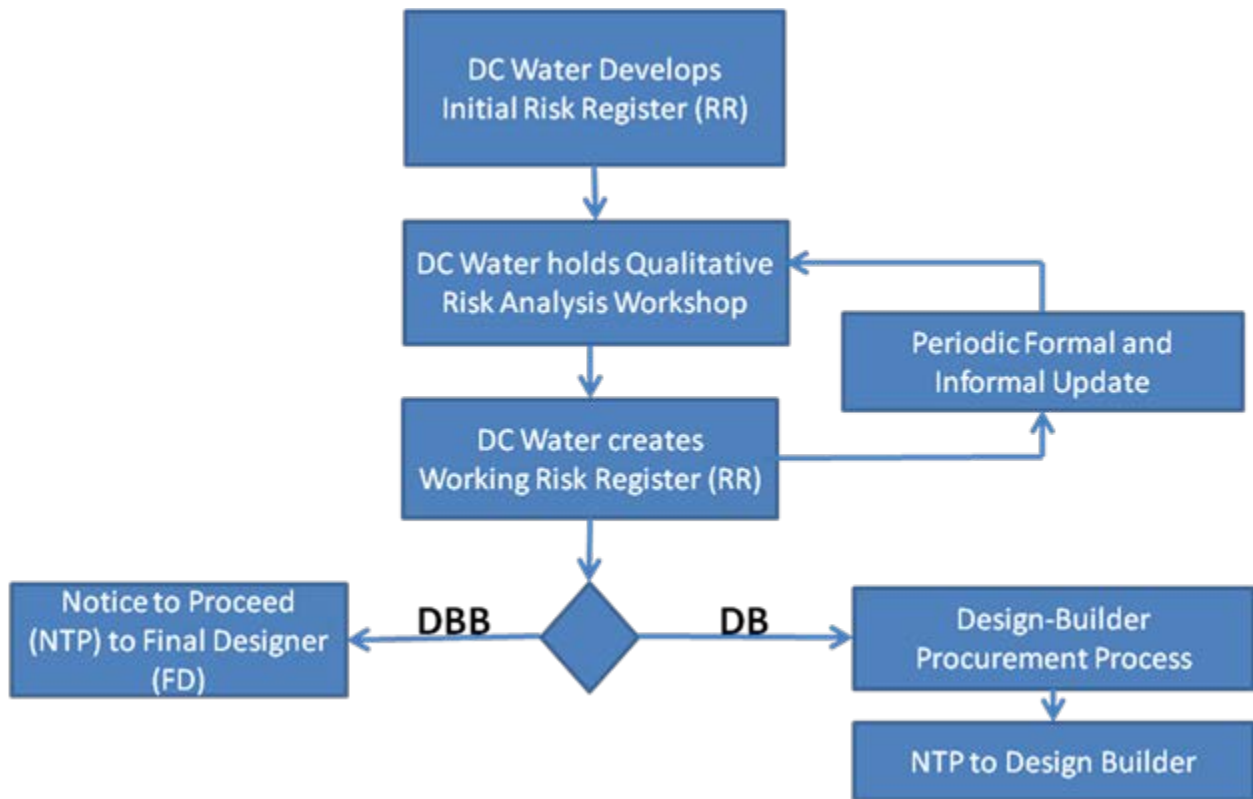 DC Water Develops
Initial Risk Register (RR)
DC Water holds Qualitative
Risk Analysis Workshop
Periodic Formal and
Informal Update
DC Water creates
Working Risk Register (RR)
Notice to Proceed
(NTP) to Final Designer
(FD)
DBB
DB
Design-Builder
Procurement Process
NTP to Design Builder